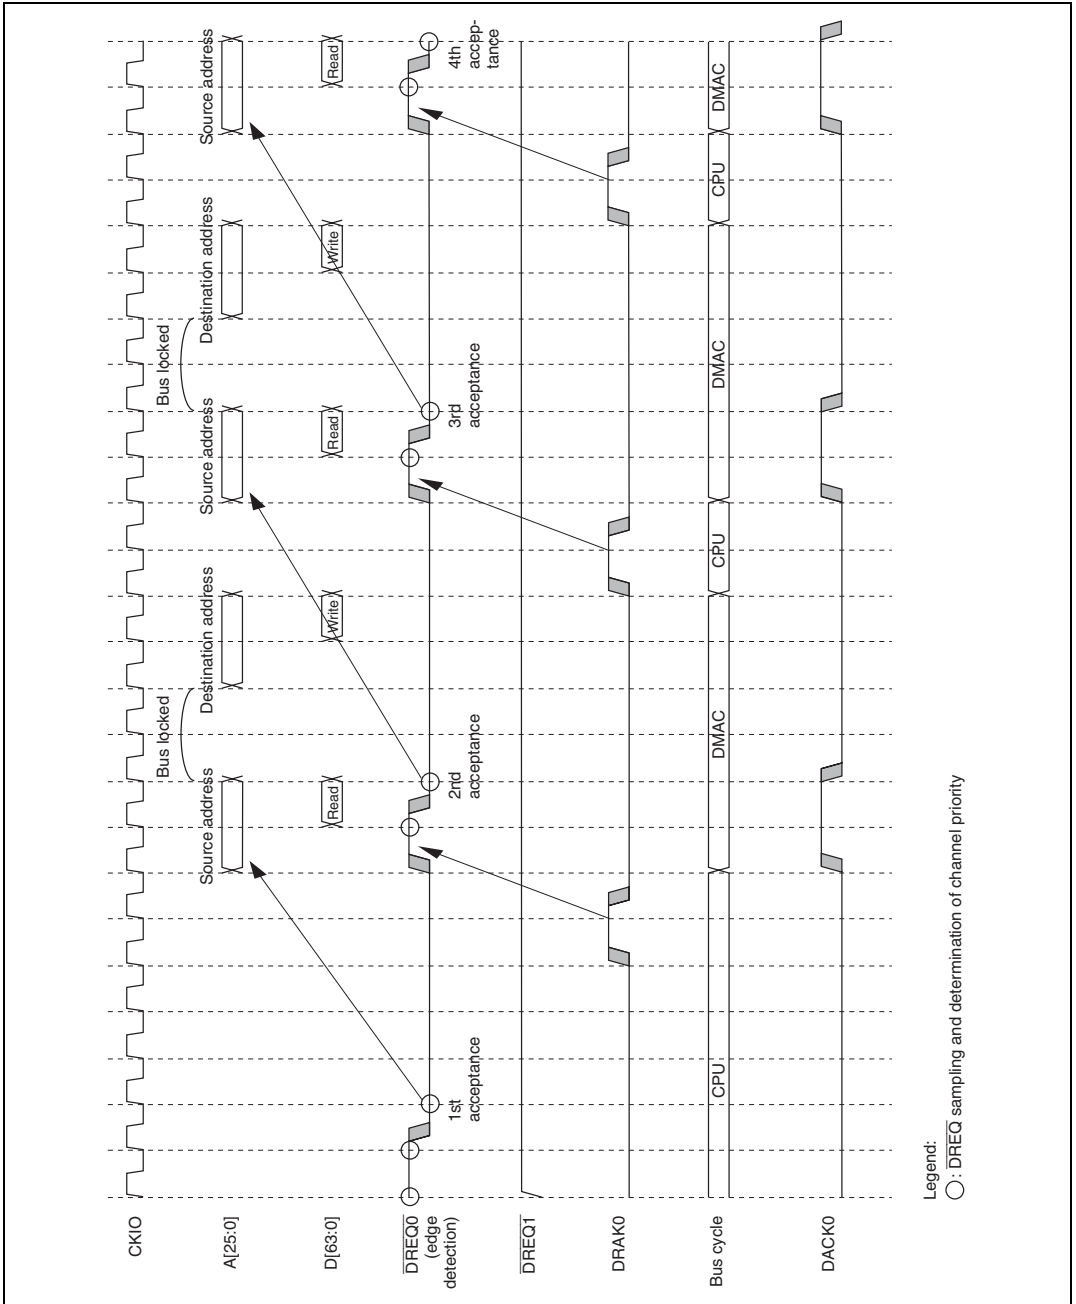 CKIO
Bus locked
Bus locked
A[25:0]
Source address
Destination address
Source address
Destination address
Source address
D[63:0]
Read
Write
Read
Write
Read
DREQ0
(edge
detection)
1st
acceptance
2nd
acceptance
3rd
acceptance
4th
accep-
tance
DREQ1
DRAK0
Bus cycle
CPU
DMAC
CPU
DMAC
CPU
DMAC
DACK0
Legend:
: DREQ sampling and determination of channel priority